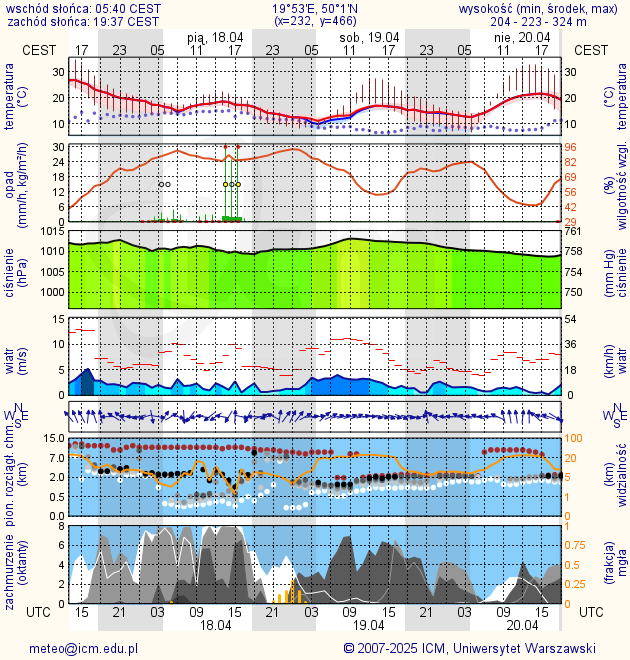 wschód słońca: 05:40 CEST 19°53'E, 50°1'N wysokość (min, środek, max)
zachód słońca: 19:37 CEST (x=232, y=466) 204 - 223 - 324 m
pią, 18.04 sob, 19.04 nie, 20.04
CEST 17 23 05 11 17 23 05 11 17 23 05 11 17 CEST
temperatura (°C) 30 20 10 30 20 10 temperatura (°C)
opad (mm/h, kg/m²/h) 30 24 18 12 6 0 96 82 69 56 42 29 (%) wilgotność wzgl.
ciśnienie (hPa) 1015 1010 1005 1000 761 758 754 750 (mm Hg) ciśnienie
wiatr (m/s) 15 10 5 0 54 36 18 0 (km/h) wiatr
N W E S N W E S
pion. rozciągł. chm. (km) 15.0 7.0 2.0 0.5 0.0 100 20 5 1 0 (km) widzialność
zachmurzenie (oktanty) 8 6 4 2 0 1 0.75 0.5 0.25 0 (frakcja) mgła
UTC 15 21 03 09 15 21 03 09 15 21 03 09 15 UTC
18.04 19.04 20.04
meteo@icm.edu.pl © 2007-2025 ICM, Uniwersytet Warszawski